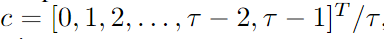 c = [0, 1, 2, . . . , τ − 2, τ − 1]ᵀ/τ,